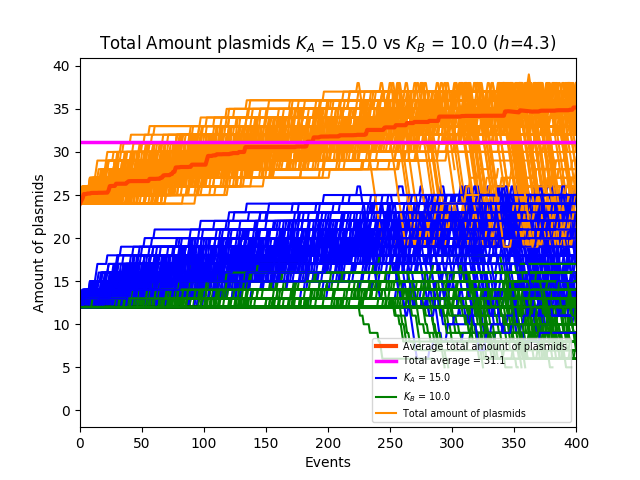 Total Amount plasmids K_A = 15.0 vs K_B = 10.0 (h=4.3)
Amount of plasmids
40
35
30
25
20
15
10
5
0
Average total amount of plasmids
Total average = 31.1
K_A = 15.0
K_B = 10.0
Total amount of plasmids
0 50 100 150 200 250 300 350 400
Events